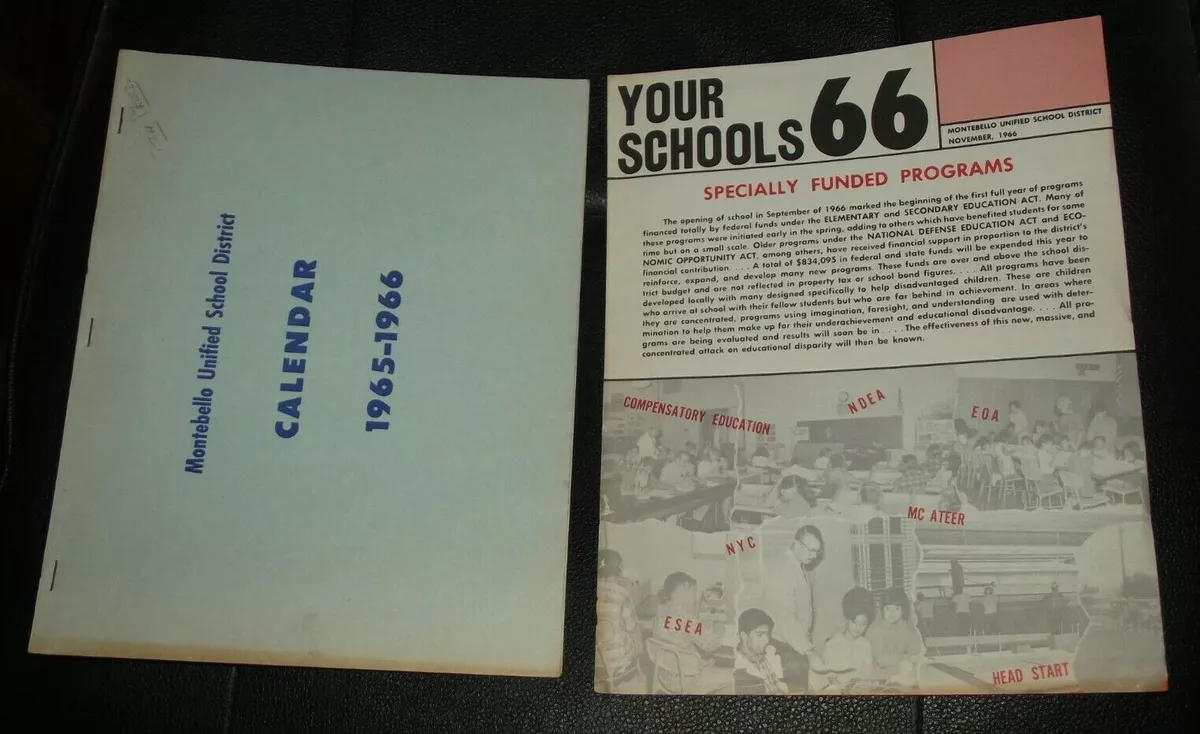 Montebello Unified School District
CALENDAR
1965-1966
YOUR
SCHOOLS 66
MONTEBELLO UNIFIED SCHOOL DISTRICT
NOVEMBER, 1966
SPECIALLY FUNDED PROGRAMS
The opening of school in September of 1966 marked the beginning of the first full year of programs
financed totally by federal funds under the ELEMENTARY and SECONDARY EDUCATION ACT. Many of
these programs were initiated early in the spring, adding to others which have benefited students for some
time but on a small scale. Older programs under the NATIONAL DEFENSE EDUCATION ACT and ECO-
NOMIC OPPORTUNITY ACT, among others, have received financial support in proportion to the district's
financial contribution. . . . A total of $834,095 in federal and state funds will be expended this year to
reinforce, expand, and develop many new programs. These funds are over and above the school dis-
trict budget and are not reflected in property tax or school bond figures. . . . All programs have been
developed locally with many designed specifically to help disadvantaged children. These are children
who arrive at school with their fellow students but who are far behind in achievement. In areas where
they are concentrated, programs using imagination, foresight, and understanding are used with deter-
mination to help them make up for their underachievement and educational disadvantage. . . . All pro-
grams are being evaluated and results will soon be in . . . . The effectiveness of this new, massive, and
concentrated attack on educational disparity will then be known.
COMPENSATORY EDUCATION
NDEA
EOA
MC ATEER
NYC
ESEA
HEAD START